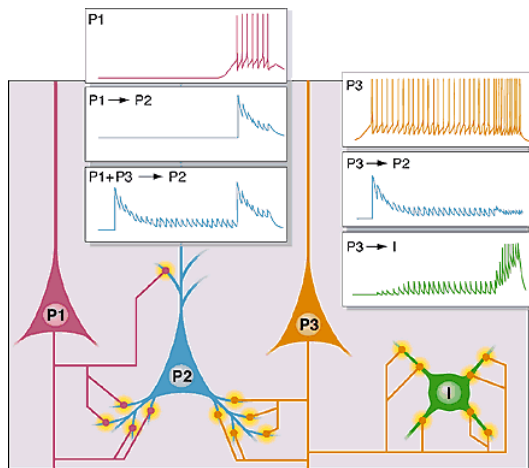 P1
P1 → P2
P1+P3 → P2
P3
P3 → P2
P3 → I
P1
P2
P3
I